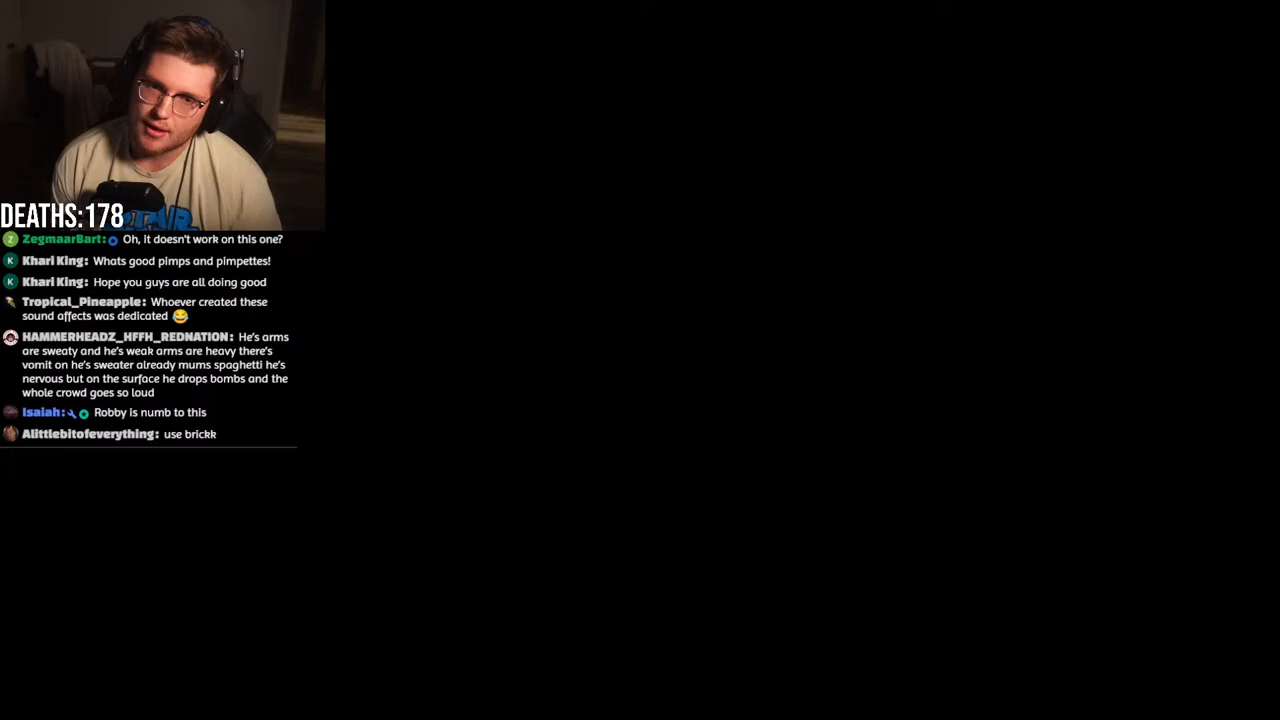 DEATHS:178
Z ZegmaarBart: Oh, it doesn't work on this one?
K Khari King: Whats good pimps and pimpettes!
K Khari King: Hope you guys are all doing good
Tropical_Pineapple: Whoever created these
sound affects was dedicated 😂
HAMMERHEADZ_HFFH_REDNATION: He's arms
are sweaty and he's weak arms are heavy there's
vomit on he's sweater already mums spaghetti he's
nervous but on the surface he drops bombs and the
whole crowd goes so loud
Isaiah: Robby is numb to this
Alittlebitofeverything: use brickk